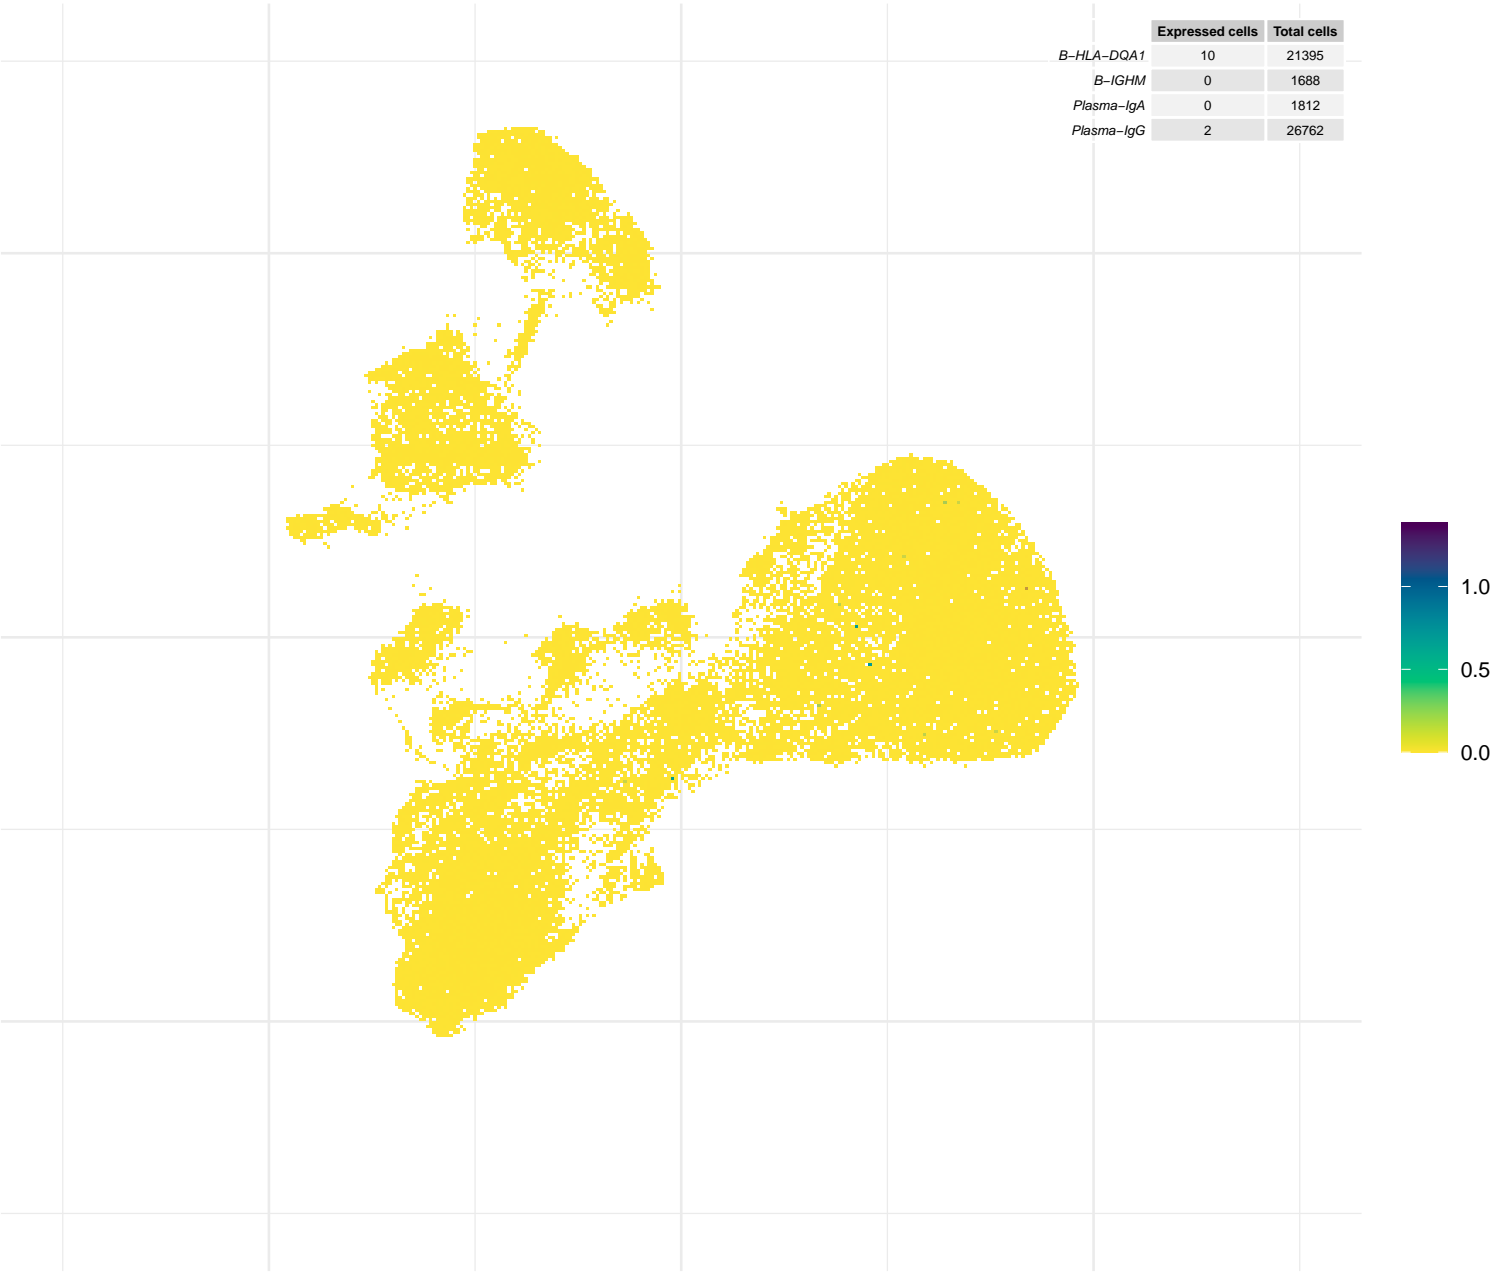 Expressed cells Total cells
B−HLA−DQA1 10 21395
B−IGHM 0 1688
Plasma−IgA 0 1812
Plasma−IgG 2 26762
1.0
0.5
0.0